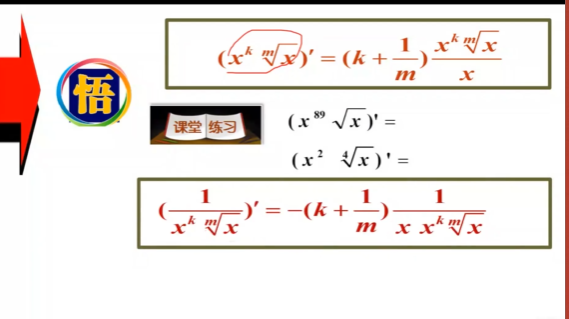 (x^k \sqrt[m]{x})' = (k + \frac{1}{m}) \frac{x^k \sqrt[m]{x}}{x}
悟
课堂 练习
(x^{89} \sqrt{x})' =
(x^2 \sqrt[4]{x})' =
(\frac{1}{x^k \sqrt[m]{x}})' = -(k + \frac{1}{m}) \frac{1}{x \, x^k \sqrt[m]{x}}